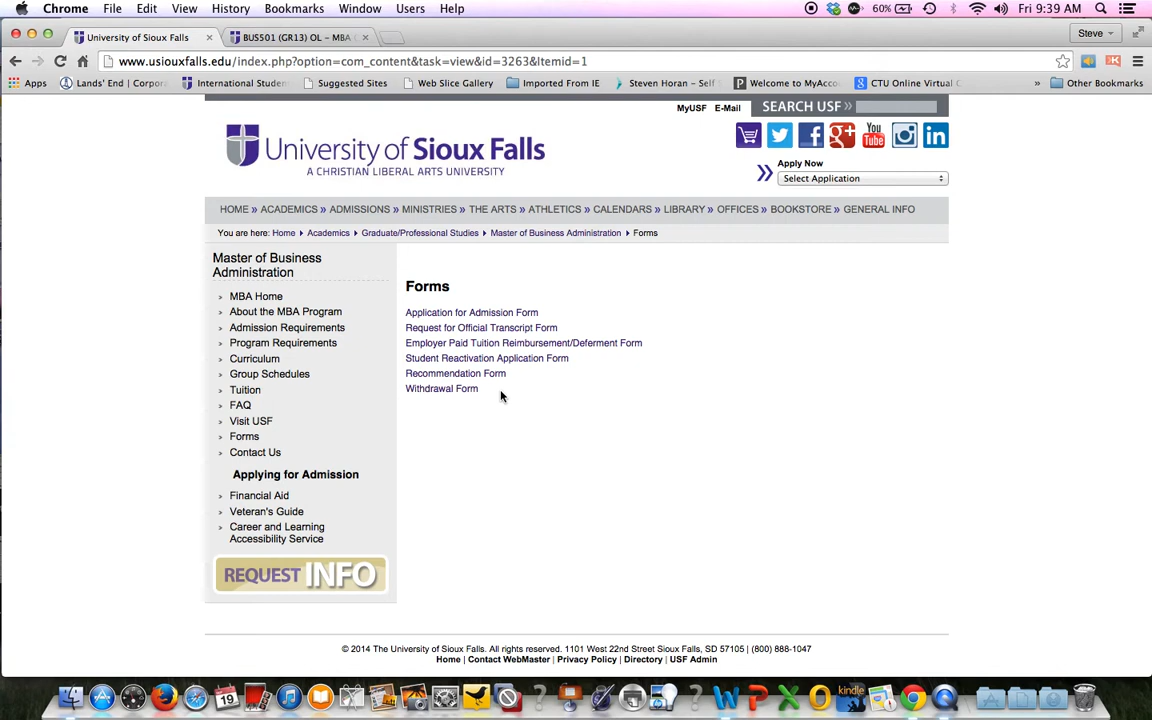 Chrome File Edit View History Bookmarks Window Users Help 60% Fri 9:39 AM
University of Sioux Falls × BUS501 (GR13) OL – MBA × Steve
www.usiouxfalls.edu/index.php?option=com_content&task=view&id=3263&Itemid=1
Apps Lands' End | Corpora International Studen Suggested Sites Web Slice Gallery Imported From IE Steven Horan – Self Welcome to MyAcco CTU Online Virtual C » Other Bookmarks
MyUSF E-Mail SEARCH USF »
University of Sioux Falls
A CHRISTIAN LIBERAL ARTS UNIVERSITY
You Tube
Apply Now
Select Application
HOME » ACADEMICS » ADMISSIONS » MINISTRIES » THE ARTS » ATHLETICS » CALENDARS » LIBRARY » OFFICES » BOOKSTORE » GENERAL INFO
You are here: Home Academics Graduate/Professional Studies Master of Business Administration Forms
Master of Business
Administration
MBA Home
About the MBA Program
Admission Requirements
Program Requirements
Curriculum
Group Schedules
Tuition
FAQ
Visit USF
Forms
Contact Us
Applying for Admission
Financial Aid
Veteran's Guide
Career and Learning
Accessibility Service
REQUEST INFO
Forms
Application for Admission Form
Request for Official Transcript Form
Employer Paid Tuition Reimbursement/Deferment Form
Student Reactivation Application Form
Recommendation Form
Withdrawal Form
© 2014 The University of Sioux Falls. All rights reserved. 1101 West 22nd Street Sioux Falls, SD 57105 | (800) 888-1047
Home | Contact WebMaster | Privacy Policy | Directory | USF Admin
19 kindle